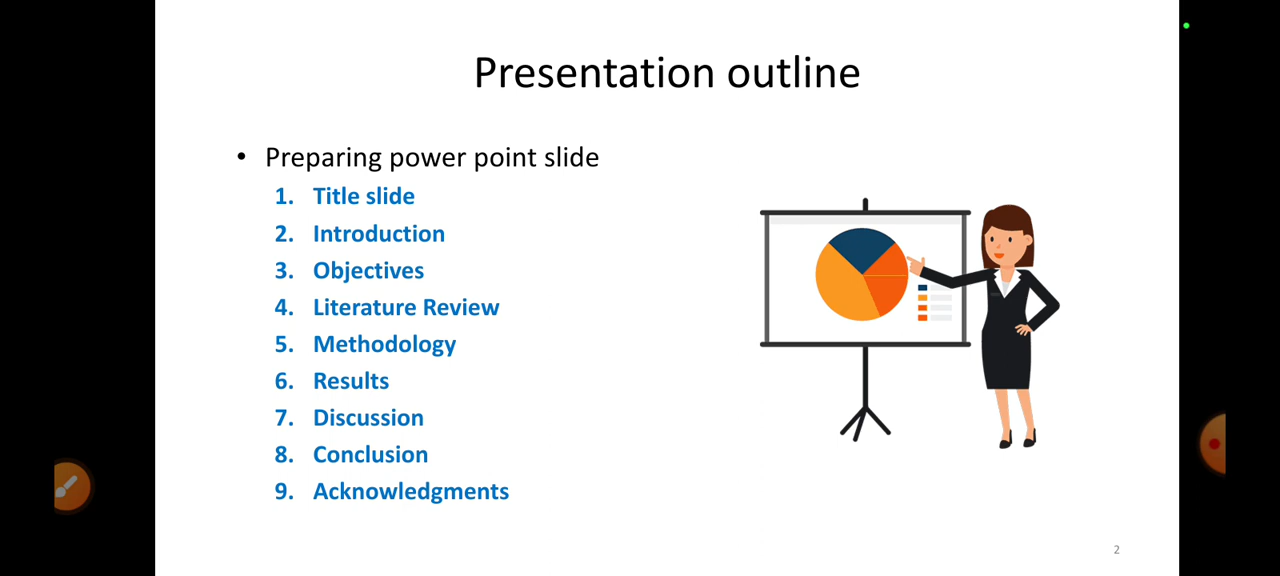 Presentation outline
• Preparing power point slide
1. Title slide
2. Introduction
3. Objectives
4. Literature Review
5. Methodology
6. Results
7. Discussion
8. Conclusion
9. Acknowledgments
2